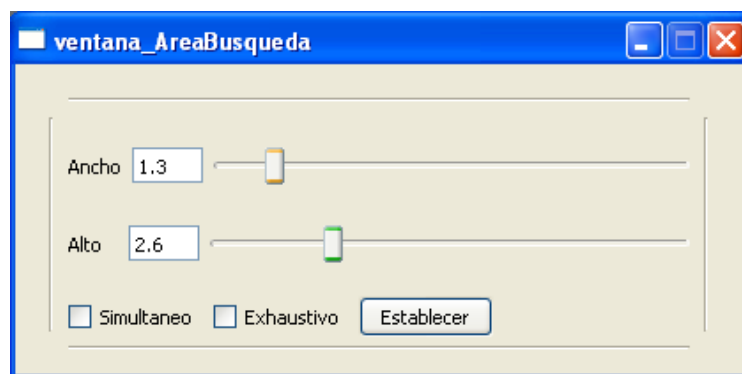 ventana_AreaBusqueda
Ancho 1.3
Alto 2.6
Simultaneo Exhaustivo Establecer